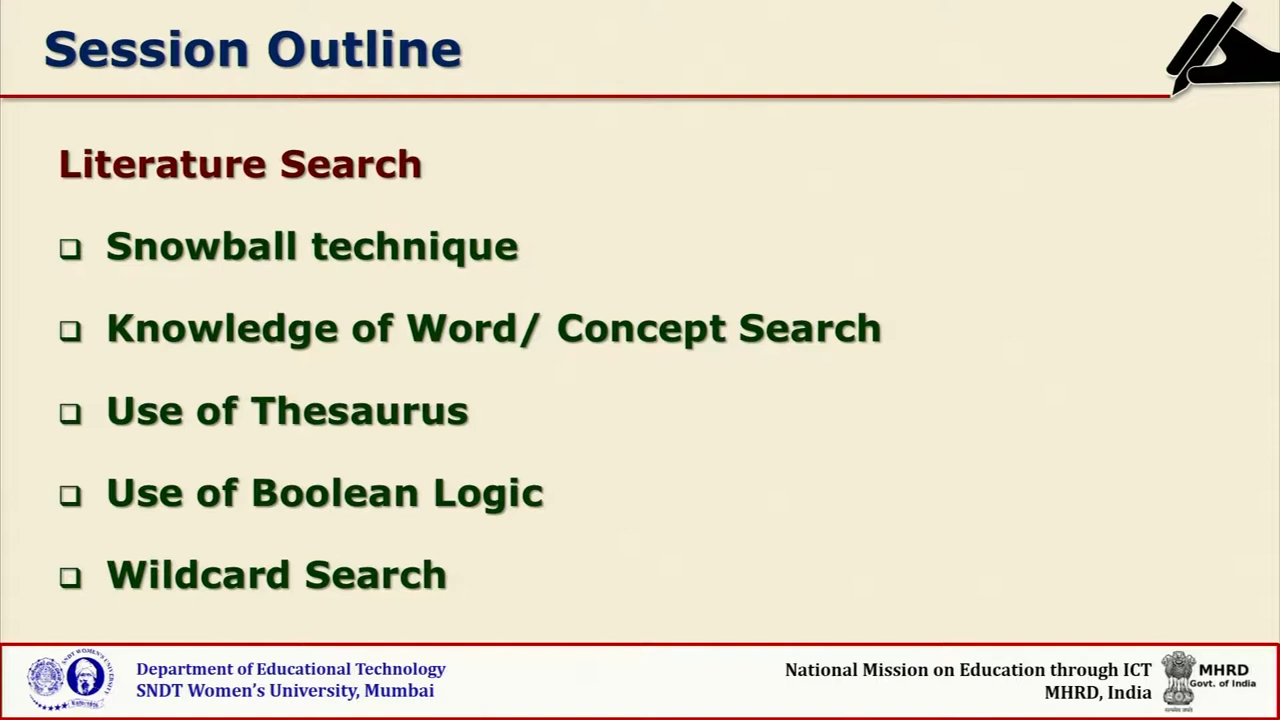 Session Outline
Literature Search
Snowball technique
Knowledge of Word/ Concept Search
Use of Thesaurus
Use of Boolean Logic
Wildcard Search
Department of Educational Technology
SNDT Women's University, Mumbai
National Mission on Education through ICT
MHRD, India
MHRD
Govt. of India